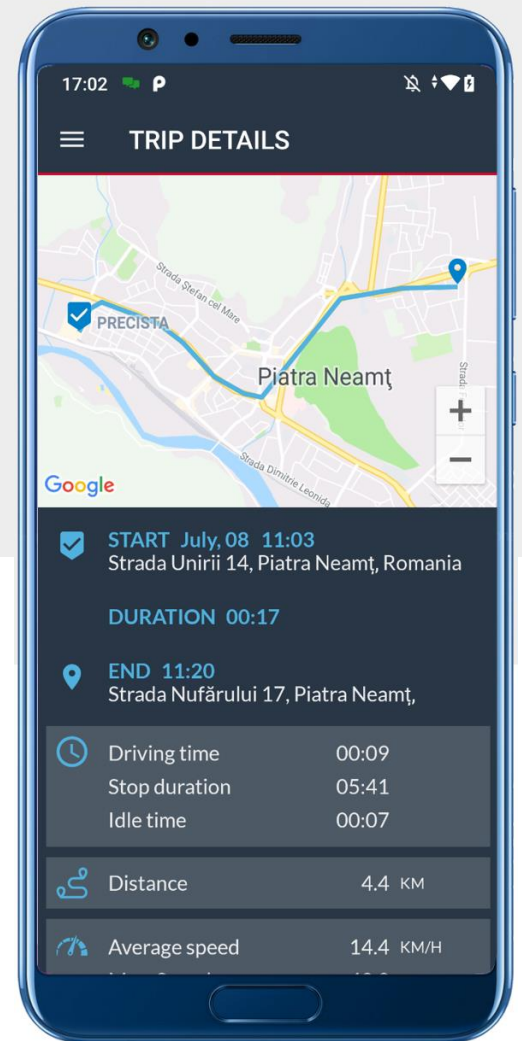 17:02
TRIP DETAILS
Strada Ștefan cel Mare
PRECISTA
Piatra Neamţ
Strada
+
−
Strada Dimitrie Leonida
Google
START July, 08 11:03
Strada Unirii 14, Piatra Neamţ, Romania
DURATION 00:17
END 11:20
Strada Nufărului 17, Piatra Neamţ,
Driving time 00:09
Stop duration 05:41
Idle time 00:07
Distance 4.4 KM
Average speed 14.4 KM/H